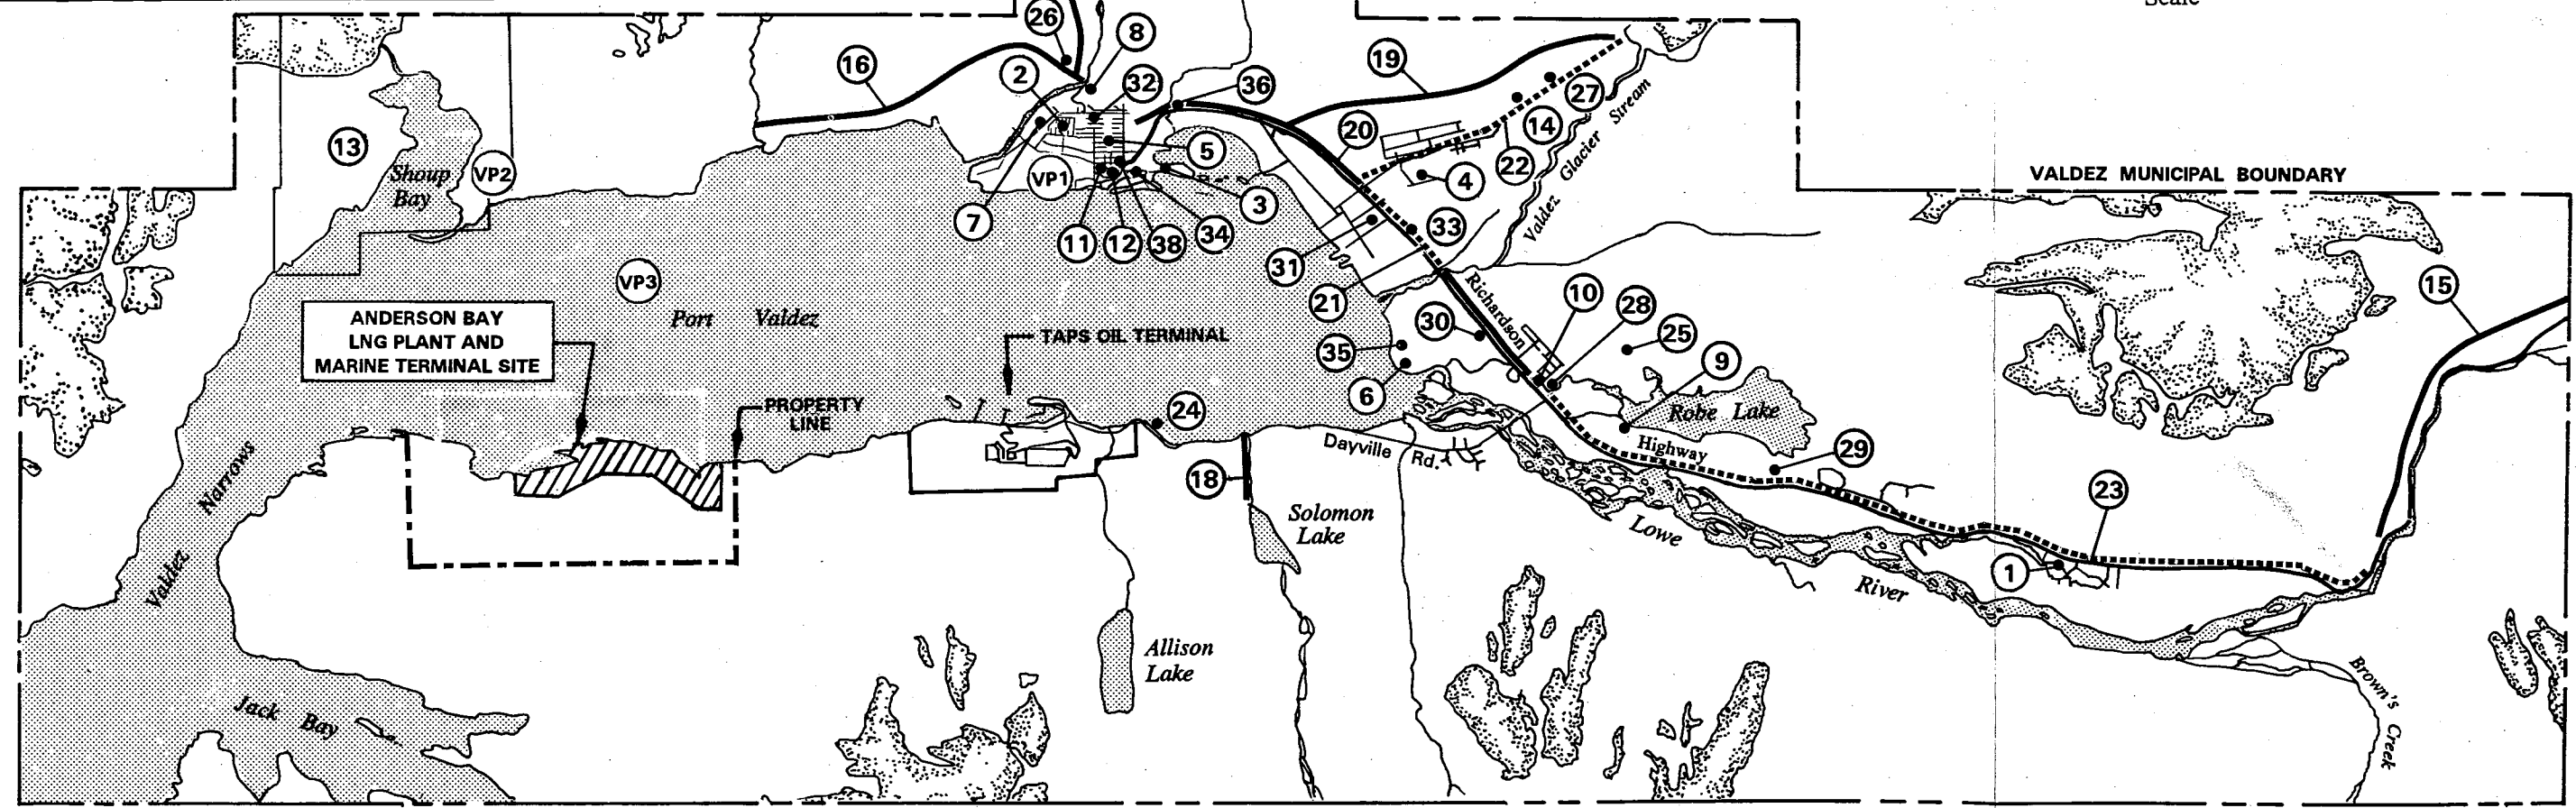 Scale
26
8
16
2
32
19
36
27
20
14
Valdez Glacier Stream
13
5
22
VP2
VP1
4
VALDEZ MUNICIPAL BOUNDARY
Shoup
Bay
3
7
34
33
11
12
38
31
VP3
21
Richardson
10
28
15
30
25
Port Valdez
ANDERSON BAY
LNG PLANT AND
MARINE TERMINAL SITE
TAPS OIL TERMINAL
35
9
6
PROPERTY
LINE
24
Robe Lake
Dayville Rd.
Highway
29
18
23
Valdez Narrows
Solomon
Lake
Lowe
River
1
Allison
Lake
Brown's Creek
Jack Bay